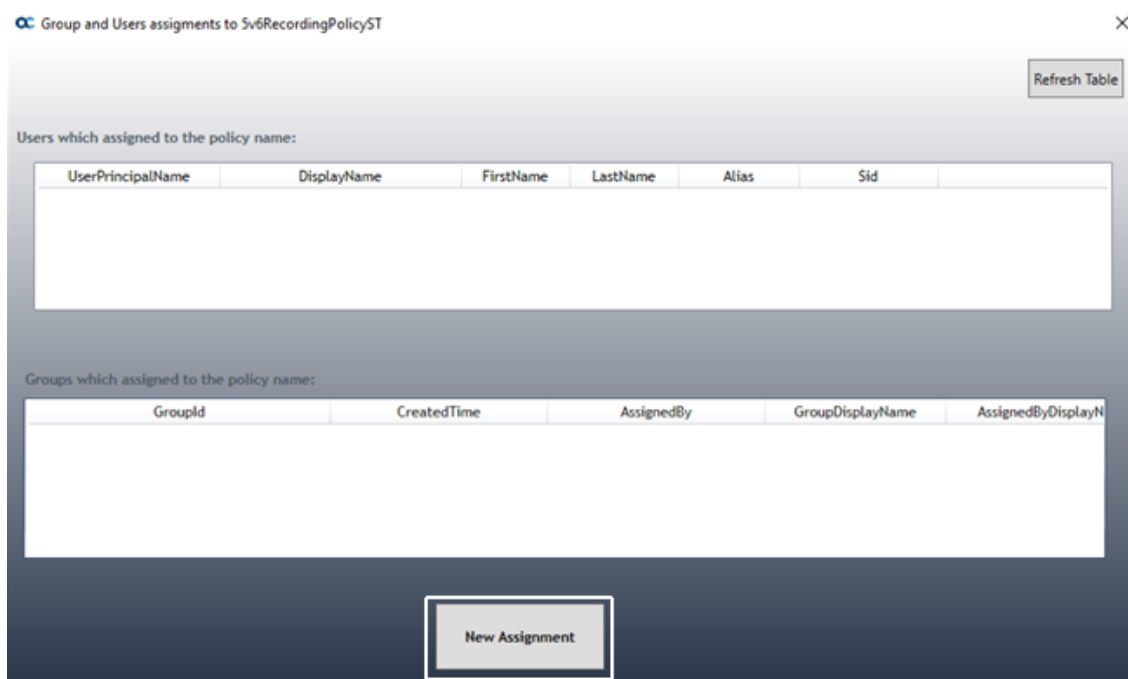 Group and Users assigments to 5v6RecordingPolicyST
Refresh Table
Users which assigned to the policy name:
UserPrincipalName DisplayName FirstName LastName Alias Sid
Groups which assigned to the policy name:
GroupId CreatedTime AssignedBy GroupDisplayName AssignedByDisplayN
New Assignment